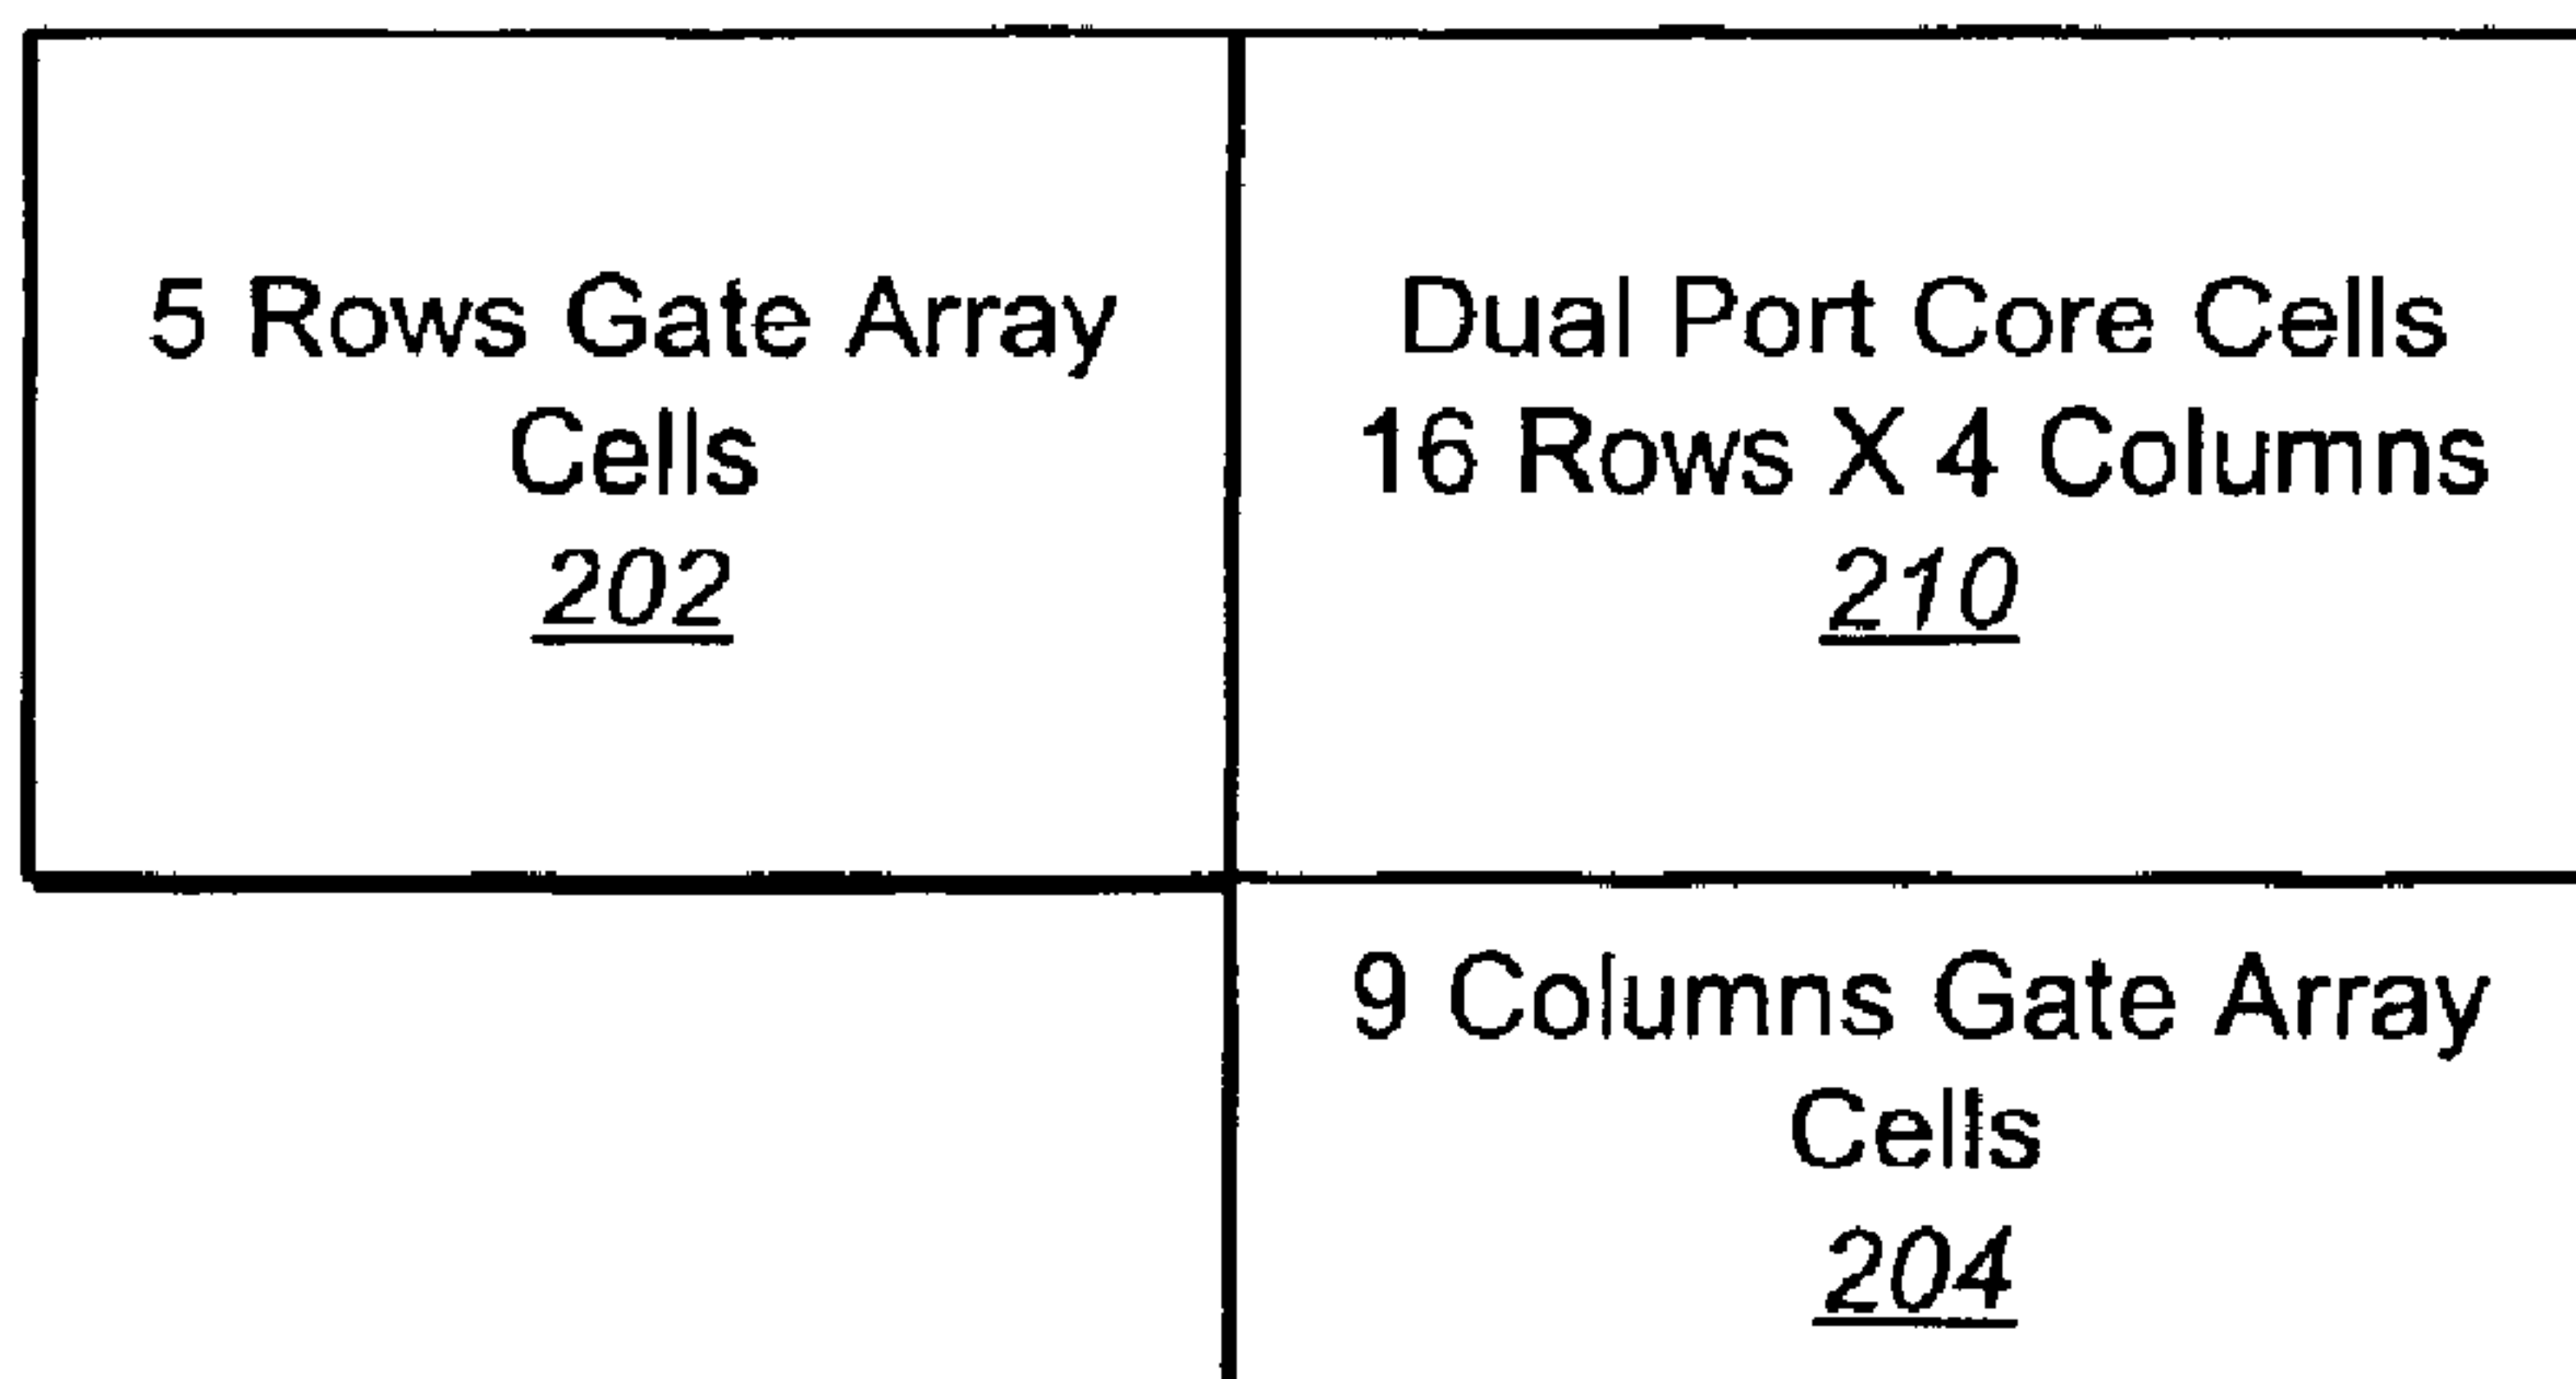 5 Rows Gate Array
Cells
202
Dual Port Core Cells
16 Rows X 4 Columns
210
9 Columns Gate Array
Cells
204